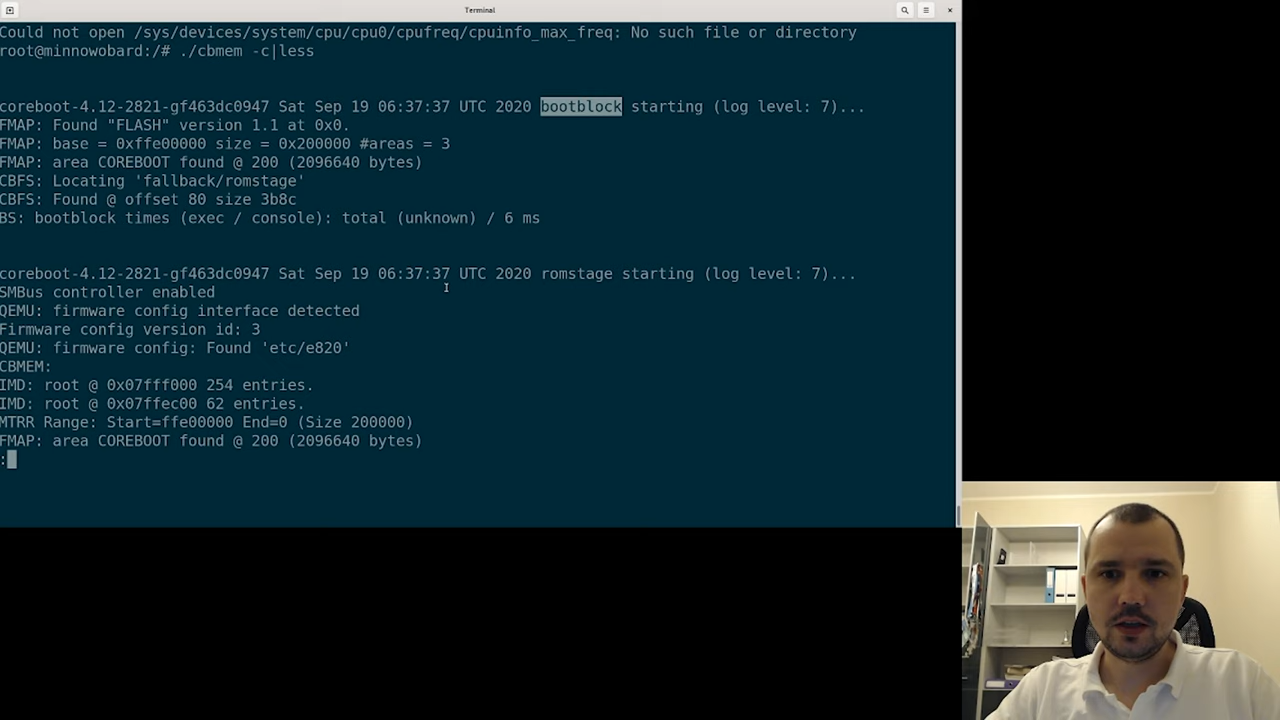 Terminal
Could not open /sys/devices/system/cpu/cpu0/cpufreq/cpuinfo_max_freq: No such file or directory
root@minnowobard:/# ./cbmem -c|less
coreboot-4.12-2821-gf463dc0947 Sat Sep 19 06:37:37 UTC 2020 bootblock starting (log level: 7)...
FMAP: Found "FLASH" version 1.1 at 0x0.
FMAP: base = 0xffe00000 size = 0x200000 #areas = 3
FMAP: area COREBOOT found @ 200 (2096640 bytes)
CBFS: Locating 'fallback/romstage'
CBFS: Found @ offset 80 size 3b8c
BS: bootblock times (exec / console): total (unknown) / 6 ms
coreboot-4.12-2821-gf463dc0947 Sat Sep 19 06:37:37 UTC 2020 romstage starting (log level: 7)...
SMBus controller enabled
QEMU: firmware config interface detected
Firmware config version id: 3
QEMU: firmware config: Found 'etc/e820'
CBMEM:
IMD: root @ 0x07fff000 254 entries.
IMD: root @ 0x07ffec00 62 entries.
MTRR Range: Start=ffe00000 End=0 (Size 200000)
FMAP: area COREBOOT found @ 200 (2096640 bytes)
: